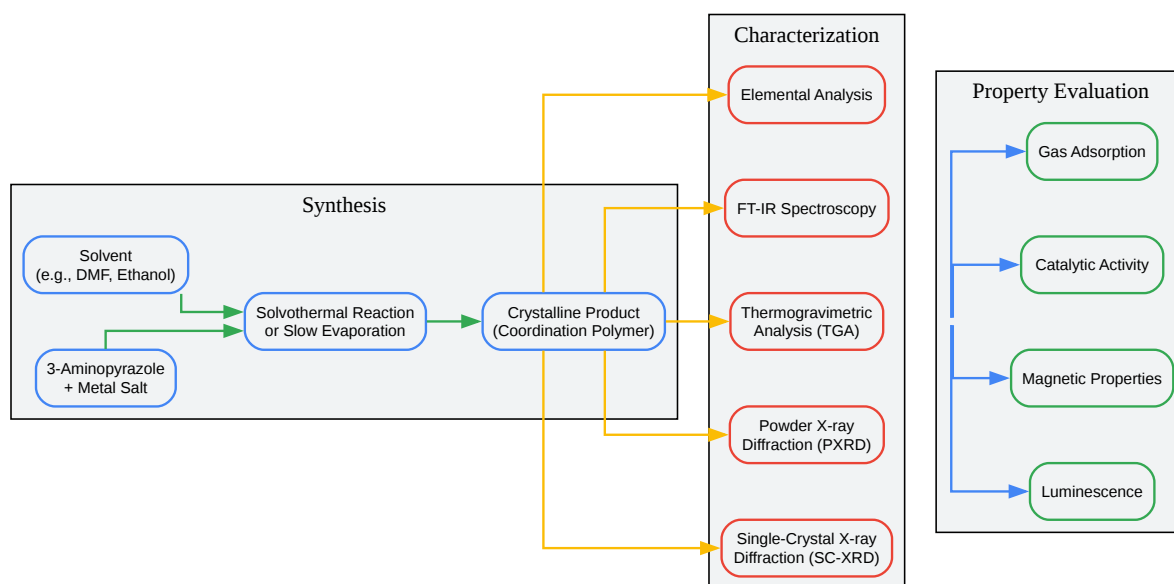 Synthesis
Solvent
(e.g., DMF, Ethanol)
3-Aminopyrazole
+ Metal Salt
Solvothermal Reaction
or Slow Evaporation
Crystalline Product
(Coordination Polymer)
Characterization
Elemental Analysis
FT-IR Spectroscopy
Thermogravimetric
Analysis (TGA)
Powder X-ray
Diffraction (PXRD)
Single-Crystal X-ray
Diffraction (SC-XRD)
Property Evaluation
Gas Adsorption
Catalytic Activity
Magnetic Properties
Luminescence